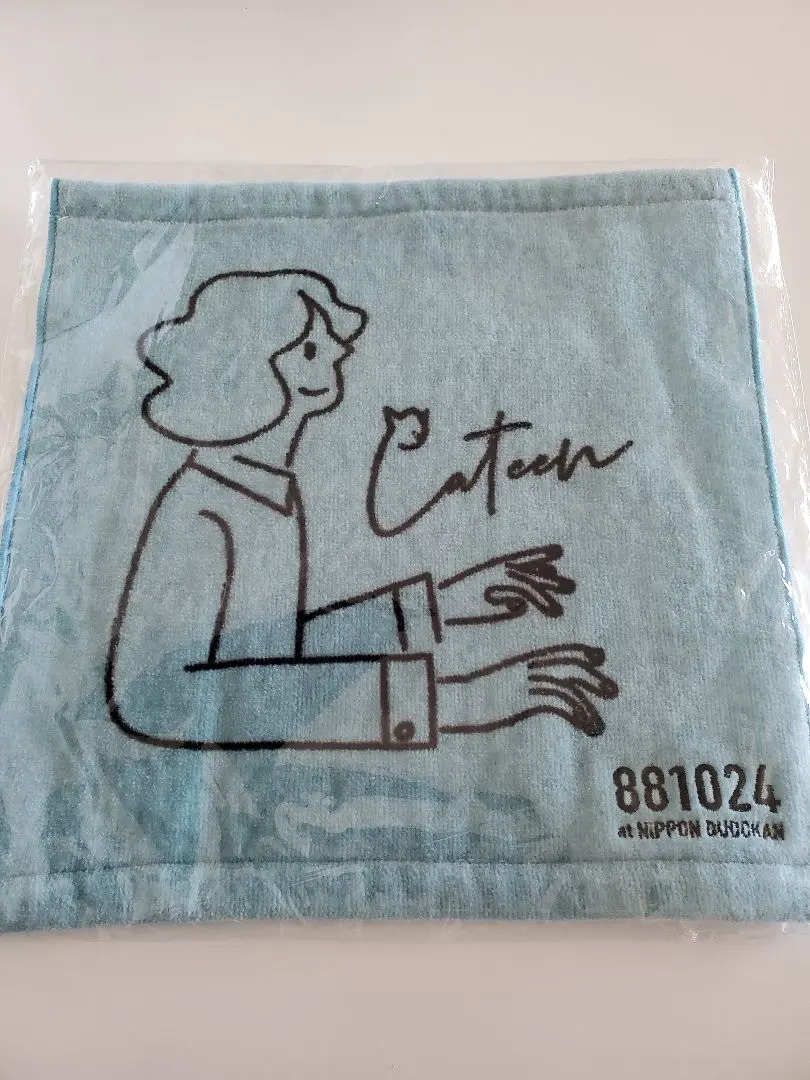 Cateen
881024
at NIPPON BUDOKAN